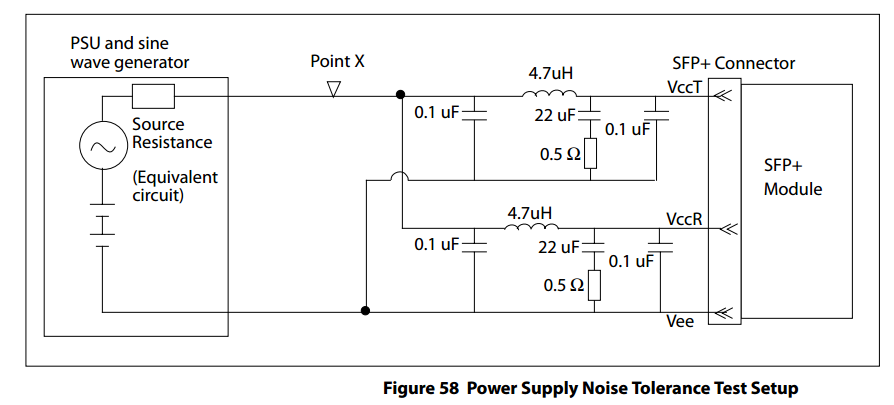 PSU and sine
wave generator
Point X
4.7uH
SFP+ Connector
VccT
0.1 uF
22 uF
0.1 uF
Source
Resistance
0.5 Ω
(Equivalent
circuit)
SFP+
Module
4.7uH
VccR
0.1 uF
22 uF
0.1 uF
0.5 Ω
Vee
Figure 58 Power Supply Noise Tolerance Test Setup